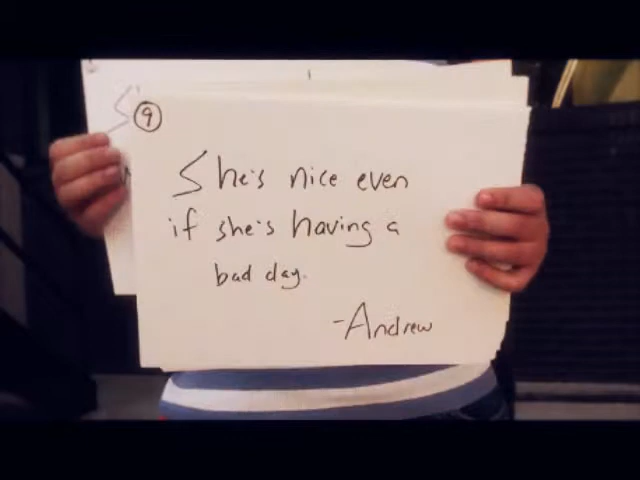 9
She's nice even
if she's having a
bad day.
-Andrew